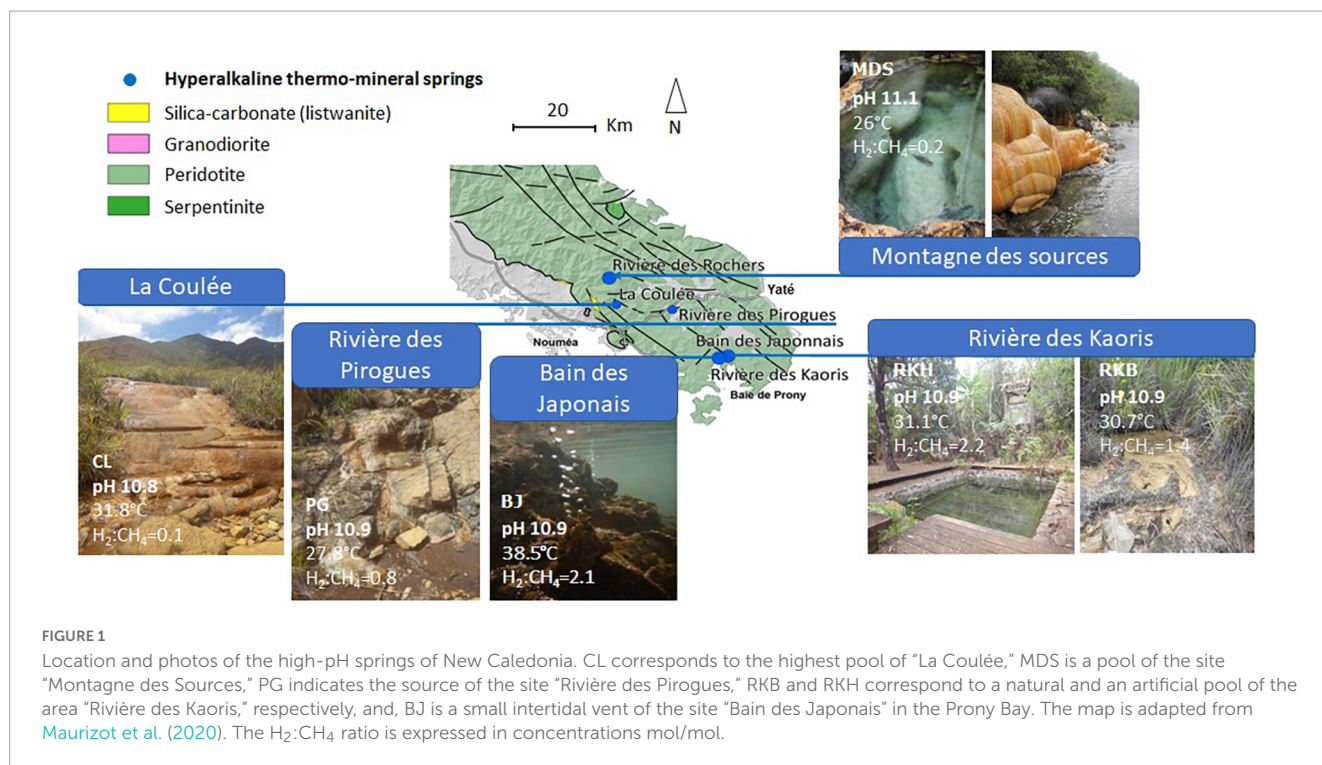 Hyperalkaline thermo-mineral springs
Silica-carbonate (listwanite)
Granodiorite
Peridotite
Serpentinite
20
Km
N
MDS
pH 11.1
26°C
H₂:CH₄=0.2
Montagne des sources
La Coulée
Rivière des Rochers
La Coulée
Yaté
Rivière des Pirogues
Nouméa
Bain des Japonnais
Rivière des Kaoris
Baie de Prony
Rivière des
Pirogues
Bain des
Japonais
Rivière des Kaoris
CL
pH 10.8
31.8°C
H₂:CH₄=0.1
PG
pH 10.9
27.8°C
H₂:CH₄=0.8
BJ
pH 10.9
38.5°C
H₂:CH₄=2.1
RKH
pH 10.9
31.1°C
H₂:CH₄=2.2
RKB
pH 10.9
30.7°C
H₂:CH₄=1.4
FIGURE 1
Location and photos of the high-pH springs of New Caledonia. CL corresponds to the highest pool of “La Coulée,” MDS is a pool of the site
“Montagne des Sources,” PG indicates the source of the site “Rivière des Pirogues,” RKB and RKH correspond to a natural and an artificial pool of the
area “Rivière des Kaoris,” respectively, and, BJ is a small intertidal vent of the site “Bain des Japonais” in the Prony Bay. The map is adapted from
Maurizot et al. (2020). The H₂:CH₄ ratio is expressed in concentrations mol/mol.